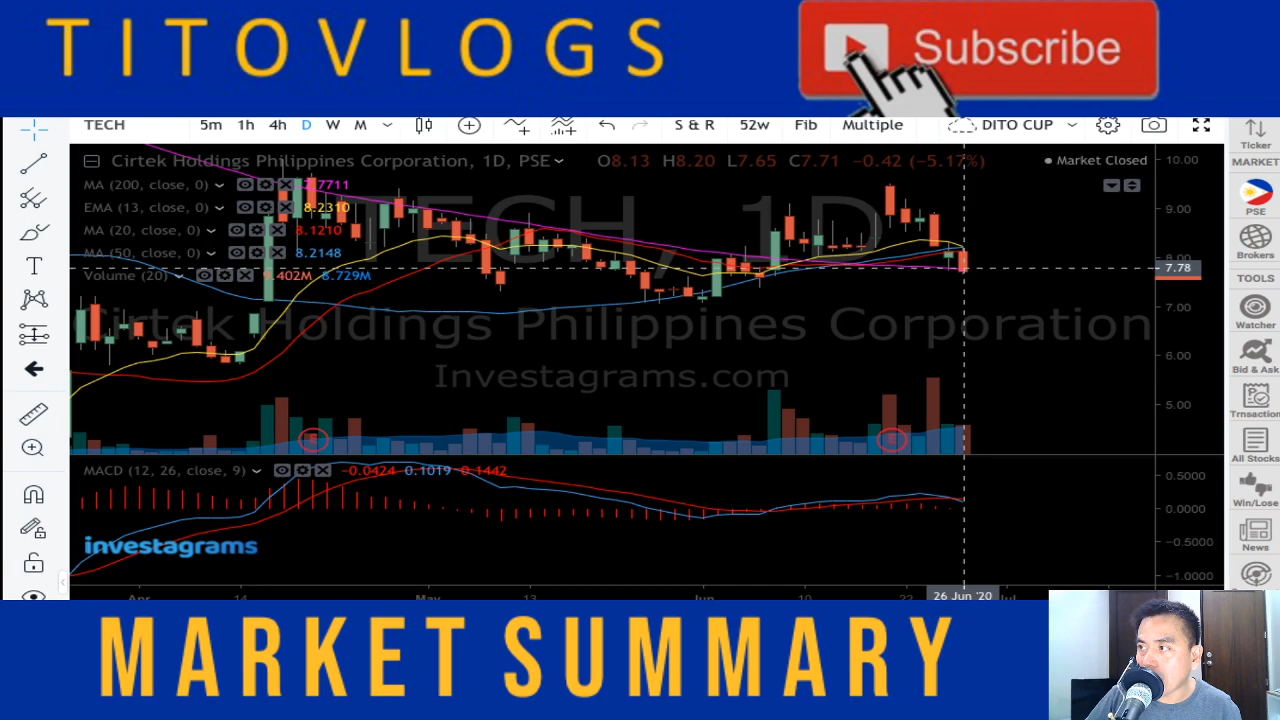 TITOVLOGS
Subscribe
TECH 5m 1h 4h D W M S & R 52w Fib Multiple DITO CUP
Ticker
Cirtek Holdings Philippines Corporation, 1D, PSE O8.13 H8.20 L7.65 C7.71 −0.42 (−5.17%) Market Closed 10.00
MARKET
MA (200, close, 0) 7.7711
EMA (13, close, 0) 8.2310 9.00
PSE
MA (20, close, 0) 8.1210
TECH, 1D
MA (50, close, 0) 8.2148 8.00
Brokers
Volume (20) 9.402M 8.729M 7.78
TOOLS
7.00
Watcher
Cirtek Holdings Philippines Corporation
6.00
Bid & Ask
Investagrams.com
5.00
Trnsaction
All Stocks
MACD (12, 26, close, 9) −0.0424 0.1019 0.1442 0.5000
Win/Lose
0.0000
−0.5000
News
investagrams
−1.0000
Apr 14 May 13 Jun 10 22 26 Jun '20 Jul
MARKET SUMMARY